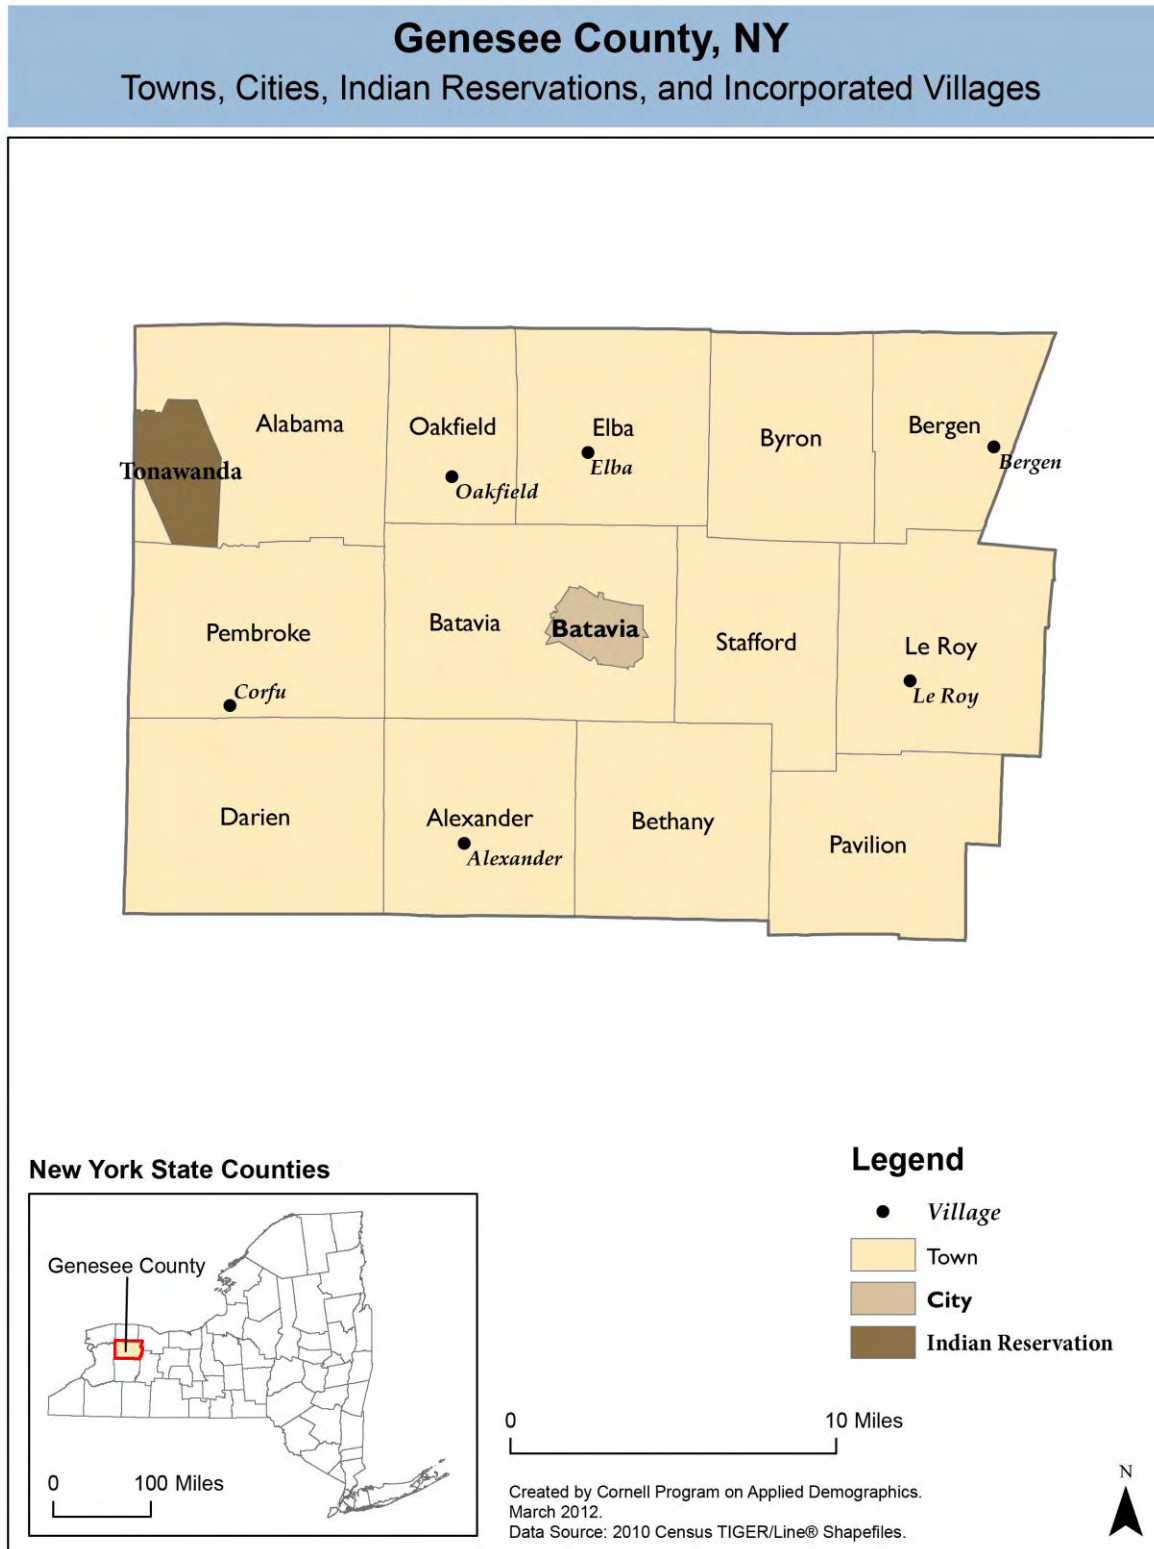 Genesee County, NY
Towns, Cities, Indian Reservations, and Incorporated Villages
Alabama
Oakfield
Elba
Byron
Bergen
Tonawanda
Oakfield
Elba
Bergen
Pembroke
Batavia
Batavia
Stafford
Le Roy
Corfu
Le Roy
Darien
Alexander
Bethany
Pavilion
Alexander
New York State Counties
Genesee County
0 100 Miles
Legend
Village
Town
City
Indian Reservation
0 10 Miles
Created by Cornell Program on Applied Demographics.
March 2012.
Data Source: 2010 Census TIGER/Line® Shapefiles.
N